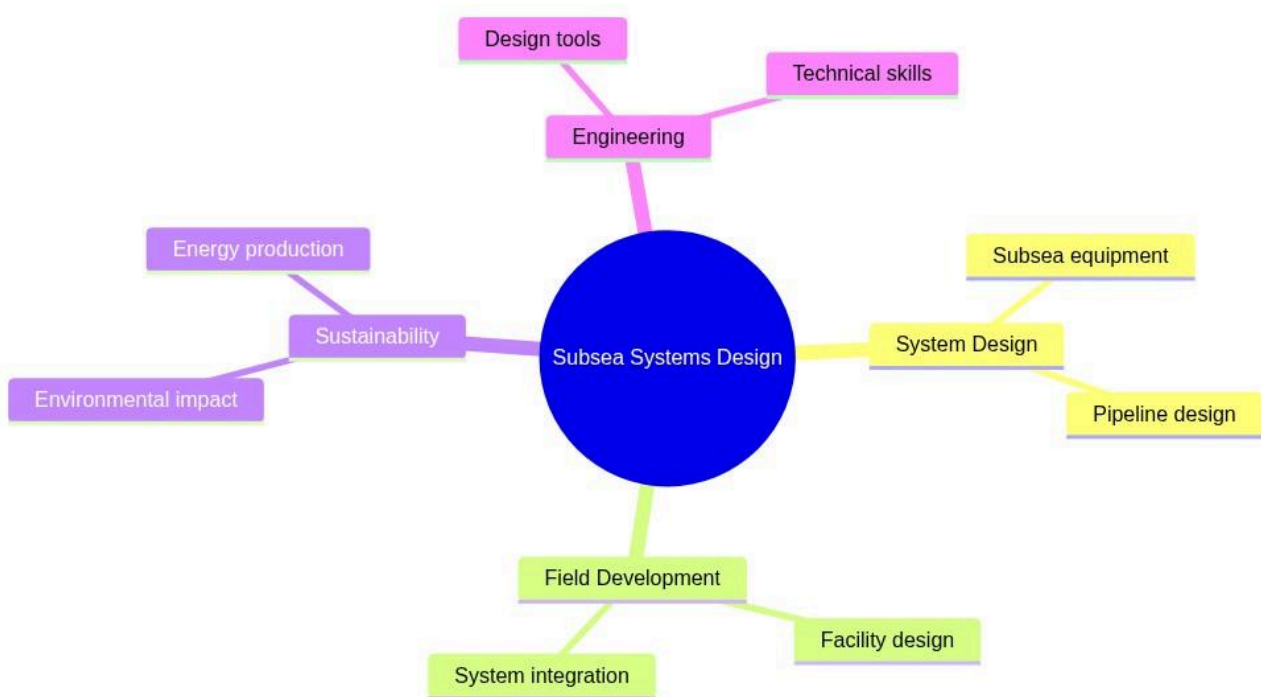 Design tools
Technical skills
Engineering
Energy production
Subsea equipment
Sustainability
System Design
Subsea Systems Design
Environmental impact
Pipeline design
Field Development
Facility design
System integration